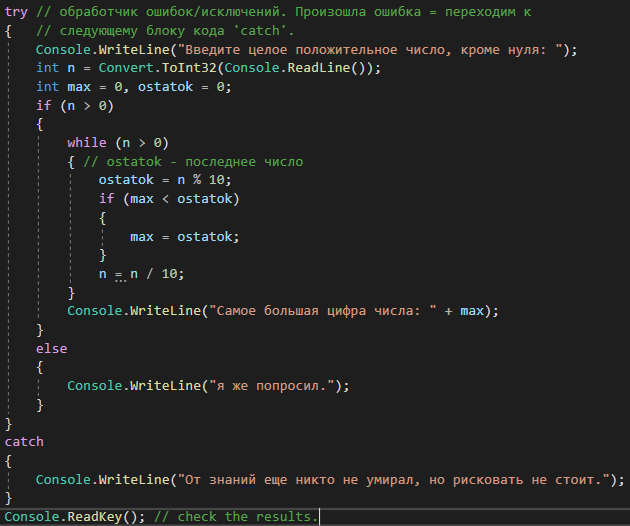 try // обработчик ошибок/исключений. Произошла ошибка = переходим к
{ // следующему блоку кода 'catch'.
Console.WriteLine("Введите целое положительное число, кроме нуля: ");
int n = Convert.ToInt32(Console.ReadLine());
int max = 0, ostatok = 0;
if (n > 0)
{
while (n > 0)
{ // ostatok - последнее число
ostatok = n % 10;
if (max < ostatok)
{
max = ostatok;
}
n = n / 10;
}
Console.WriteLine("Самое большая цифра числа: " + max);
}
else
{
Console.WriteLine("я же попросил.");
}
}
catch
{
Console.WriteLine("От знаний еще никто не умирал, но рисковать не стоит.");
}
Console.ReadKey(); // check the results.